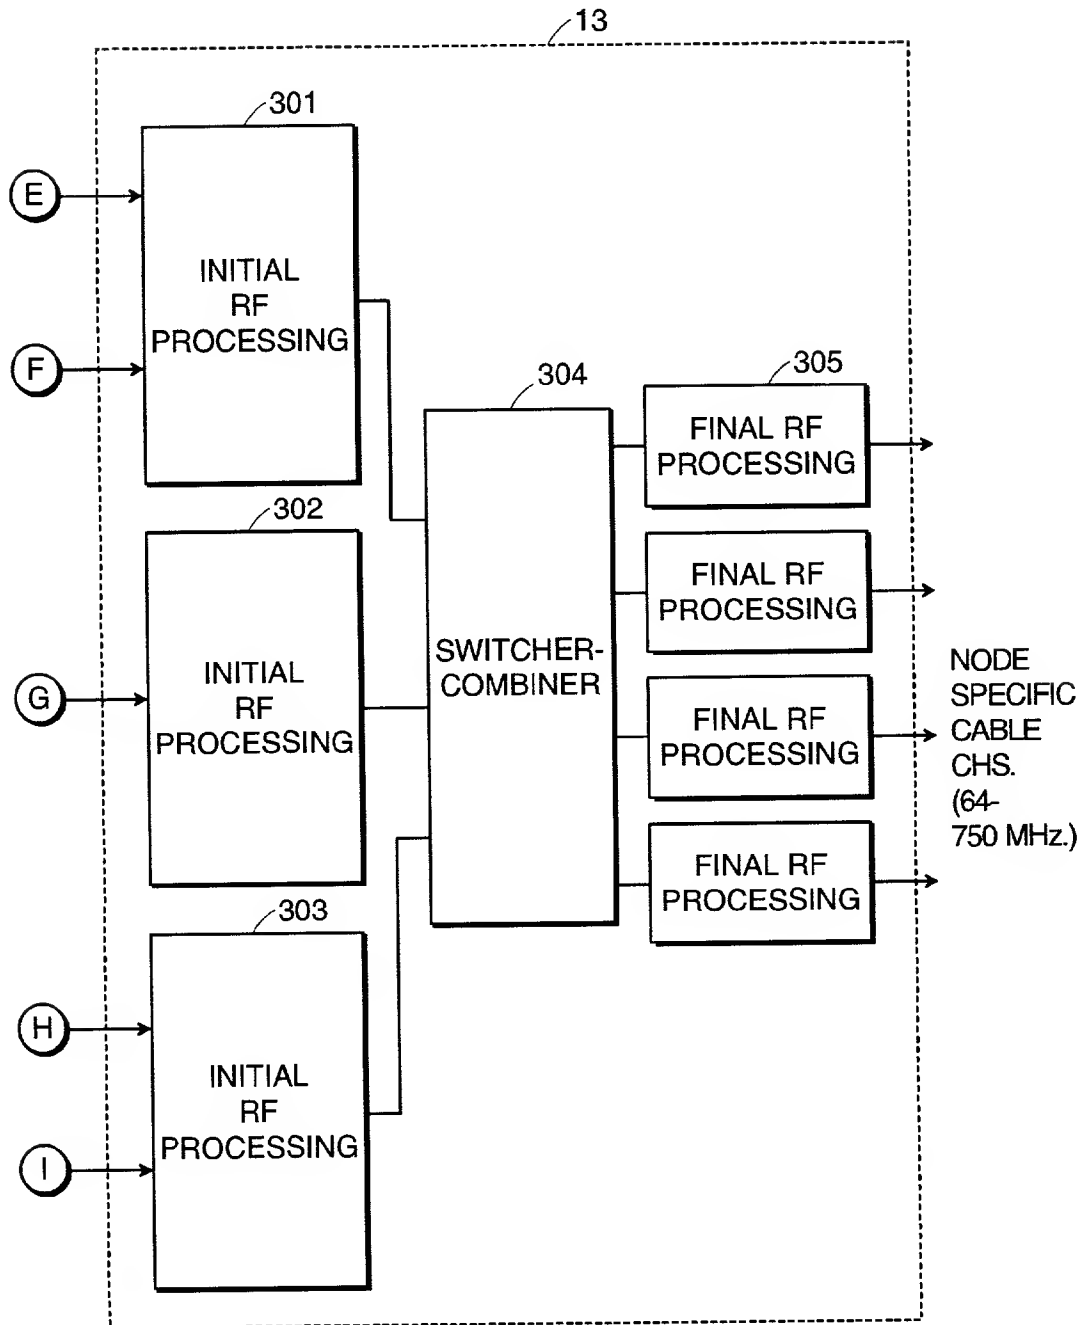 13
301
E
INITIAL
RF
PROCESSING
F
304
305
FINAL RF
PROCESSING
302
FINAL RF
PROCESSING
G
INITIAL
RF
PROCESSING
SWITCHER-
COMBINER
FINAL RF
PROCESSING
NODE
SPECIFIC
CABLE
CHS.
(64-
750 MHz.)
FINAL RF
PROCESSING
303
H
INITIAL
RF
PROCESSING
I